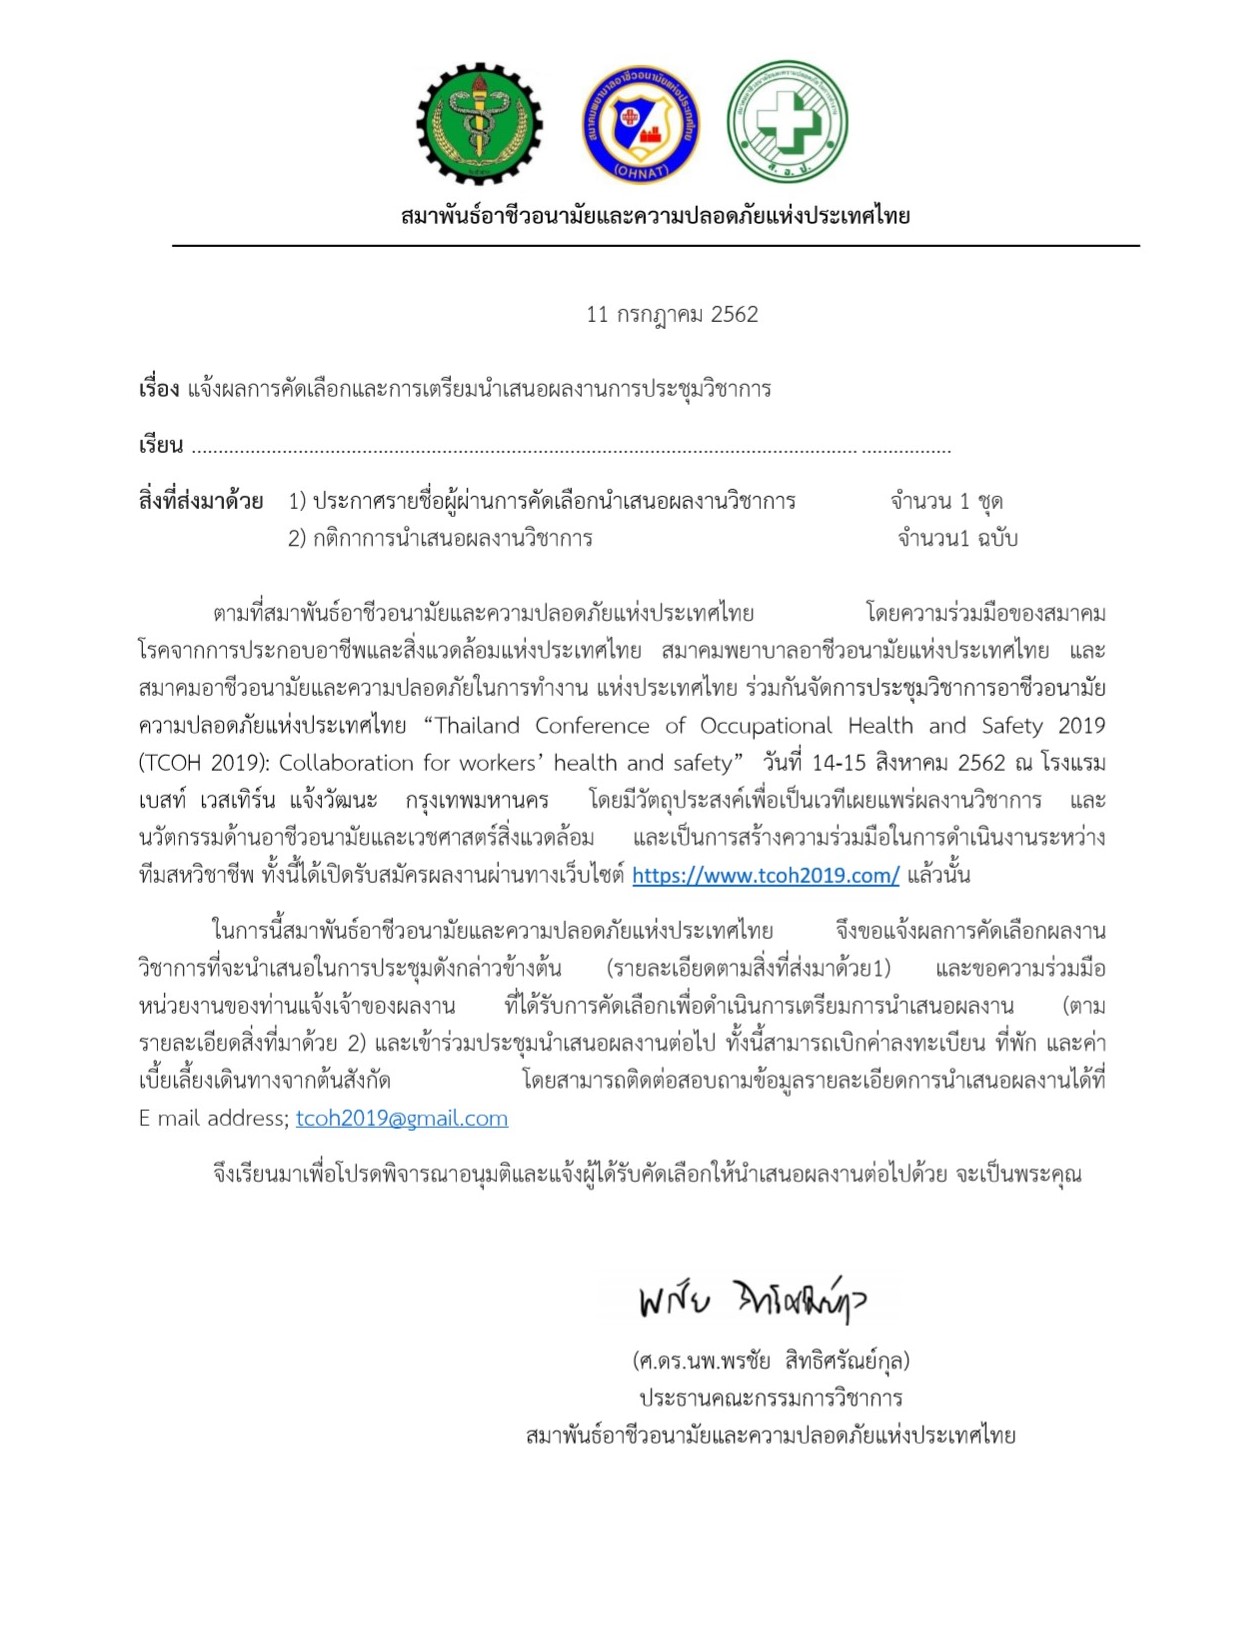 สมาคมพยาบาลอาชีวอนามัยแห่งประเทศไทย
(OHNAT)
ส.อ.ป.
สมาพันธ์อาชีวอนามัยและความปลอดภัยแห่งประเทศไทย
11 กรกฎาคม 2562
เรื่อง แจ้งผลการคัดเลือกและการเตรียมนำเสนอผลงานการประชุมวิชาการ
เรียน ................................................................................................................................................
สิ่งที่ส่งมาด้วย 1) ประกาศรายชื่อผู้ผ่านการคัดเลือกนำเสนอผลงานวิชาการ จำนวน 1 ชุด
2) กติกาการนำเสนอผลงานวิชาการ จำนวน1 ฉบับ
ตามที่สมาพันธ์อาชีวอนามัยและความปลอดภัยแห่งประเทศไทย โดยความร่วมมือของสมาคม
โรคจากการประกอบอาชีพและสิ่งแวดล้อมแห่งประเทศไทย สมาคมพยาบาลอาชีวอนามัยแห่งประเทศไทย และ
สมาคมอาชีวอนามัยและความปลอดภัยในการทำงาน แห่งประเทศไทย ร่วมกันจัดการประชุมวิชาการอาชีวอนามัย
ความปลอดภัยแห่งประเทศไทย “Thailand Conference of Occupational Health and Safety 2019
(TCOH 2019): Collaboration for workers’ health and safety” วันที่ 14-15 สิงหาคม 2562 ณ โรงแรม
เบสท์ เวสเทิร์น แจ้งวัฒนะ กรุงเทพมหานคร โดยมีวัตถุประสงค์เพื่อเป็นเวทีเผยแพร่ผลงานวิชาการ และ
นวัตกรรมด้านอาชีวอนามัยและเวชศาสตร์สิ่งแวดล้อม และเป็นการสร้างความร่วมมือในการดำเนินงานระหว่าง
ทีมสหวิชาชีพ ทั้งนี้ได้เปิดรับสมัครผลงานผ่านทางเว็บไซต์ https://www.tcoh2019.com/ แล้วนั้น
ในการนี้สมาพันธ์อาชีวอนามัยและความปลอดภัยแห่งประเทศไทย จึงขอแจ้งผลการคัดเลือกผลงาน
วิชาการที่จะนำเสนอในการประชุมดังกล่าวข้างต้น (รายละเอียดตามสิ่งที่ส่งมาด้วย1) และขอความร่วมมือ
หน่วยงานของท่านแจ้งเจ้าของผลงาน ที่ได้รับการคัดเลือกเพื่อดำเนินการเตรียมการนำเสนอผลงาน (ตาม
รายละเอียดสิ่งที่มาด้วย 2) และเข้าร่วมประชุมนำเสนอผลงานต่อไป ทั้งนี้สามารถเบิกค่าลงทะเบียน ที่พัก และค่า
เบี้ยเลี้ยงเดินทางจากต้นสังกัด โดยสามารถติดต่อสอบถามข้อมูลรายละเอียดการนำเสนอผลงานได้ที่
E mail address; tcoh2019@gmail.com
จึงเรียนมาเพื่อโปรดพิจารณาอนุมติและแจ้งผู้ได้รับคัดเลือกให้นำเสนอผลงานต่อไปด้วย จะเป็นพระคุณ
พรชัย สิทธิศรัณย์กุล
(ศ.ดร.นพ.พรชัย สิทธิศรัณย์กุล)
ประธานคณะกรรมการวิชาการ
สมาพันธ์อาชีวอนามัยและความปลอดภัยแห่งประเทศไทย